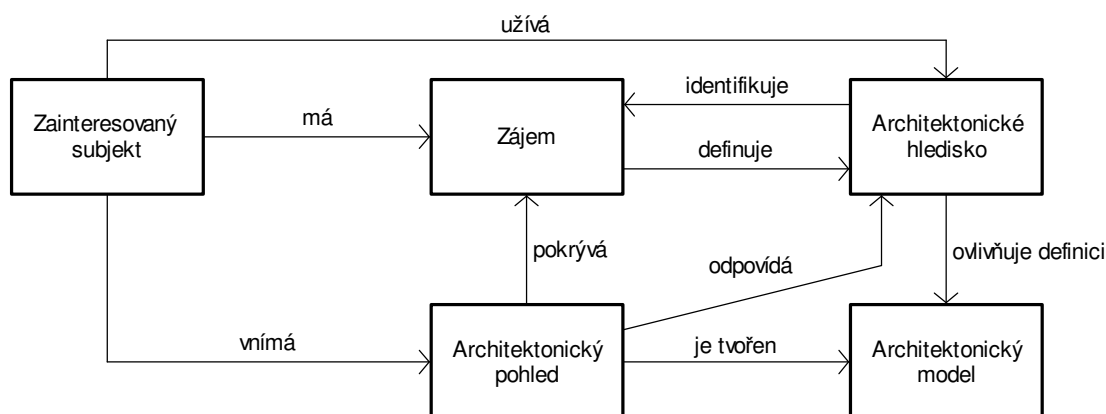 užívá
Zainteresovaný
subjekt
má
Zájem
identifikuje
definuje
Architektonické
hledisko
pokrývá
odpovídá
ovlivňuje definici
vnímá
Architektonický
pohled
je tvořen
Architektonický
model